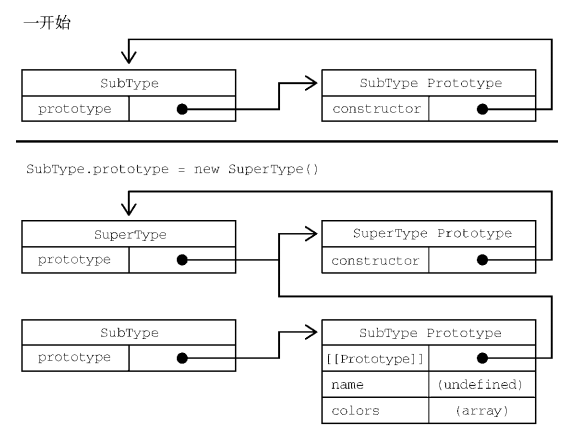 一开始
SubType
prototype
SubType Prototype
constructor
SubType.prototype = new SuperType()
SuperType
prototype
SuperType Prototype
constructor
SubType
prototype
SubType Prototype
[[Prototype]]
name (undefined)
colors (array)